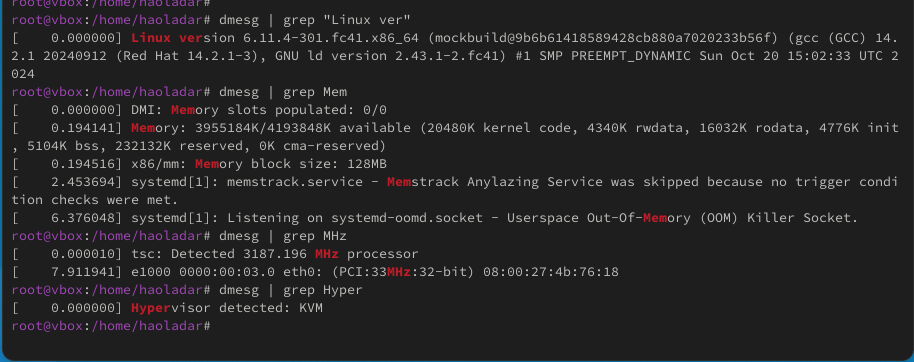 root@vbox:/home/haoladar#
root@vbox:/home/haoladar# dmesg | grep "Linux ver"
[    0.000000] Linux version 6.11.4-301.fc41.x86_64 (mockbuild@9b6b61418589428cb880a7020233b56f) (gcc (GCC) 14.
2.1 20240912 (Red Hat 14.2.1-3), GNU ld version 2.43.1-2.fc41) #1 SMP PREEMPT_DYNAMIC Sun Oct 20 15:02:33 UTC 2
024
root@vbox:/home/haoladar# dmesg | grep Mem
[    0.000000] DMI: Memory slots populated: 0/0
[    0.194141] Memory: 3955184K/4193848K available (20480K kernel code, 4340K rwdata, 16032K rodata, 4776K init
, 5104K bss, 232132K reserved, 0K cma-reserved)
[    0.194516] x86/mm: Memory block size: 128MB
[    2.453694] systemd[1]: memstrack.service - Memstrack Anylazing Service was skipped because no trigger condi
tion checks were met.
[    6.376048] systemd[1]: Listening on systemd-oomd.socket - Userspace Out-Of-Memory (OOM) Killer Socket.
root@vbox:/home/haoladar# dmesg | grep MHz
[    0.000010] tsc: Detected 3187.196 MHz processor
[    7.911941] e1000 0000:00:03.0 eth0: (PCI:33MHz:32-bit) 08:00:27:4b:76:18
root@vbox:/home/haoladar# dmesg | grep Hyper
[    0.000000] Hypervisor detected: KVM
root@vbox:/home/haoladar#